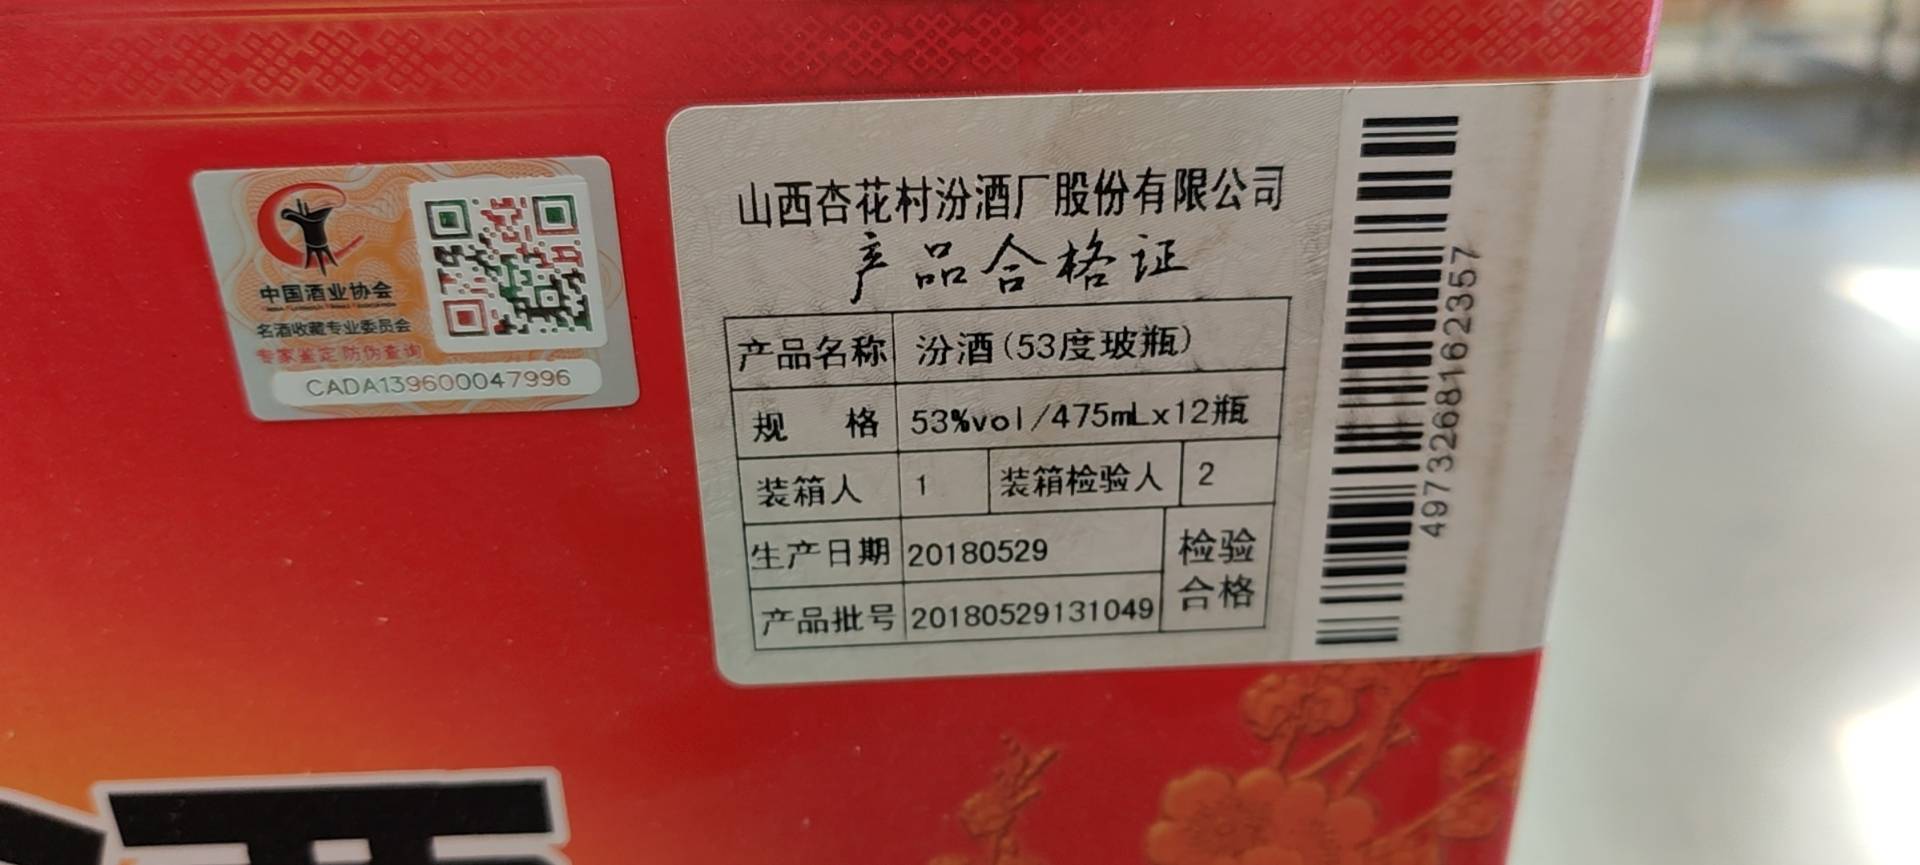 中国酒业协会
名酒收藏专业委员会
专家鉴定 防伪查询
CADA139600047996
山西杏花村汾酒厂股份有限公司
产品合格证
产品名称 汾酒(53度玻瓶)
规 格 53%vol/475mLx12瓶
装箱人 1 装箱检验人 2
生产日期 20180529
检验合格
产品批号 20180529131049
4973268162357